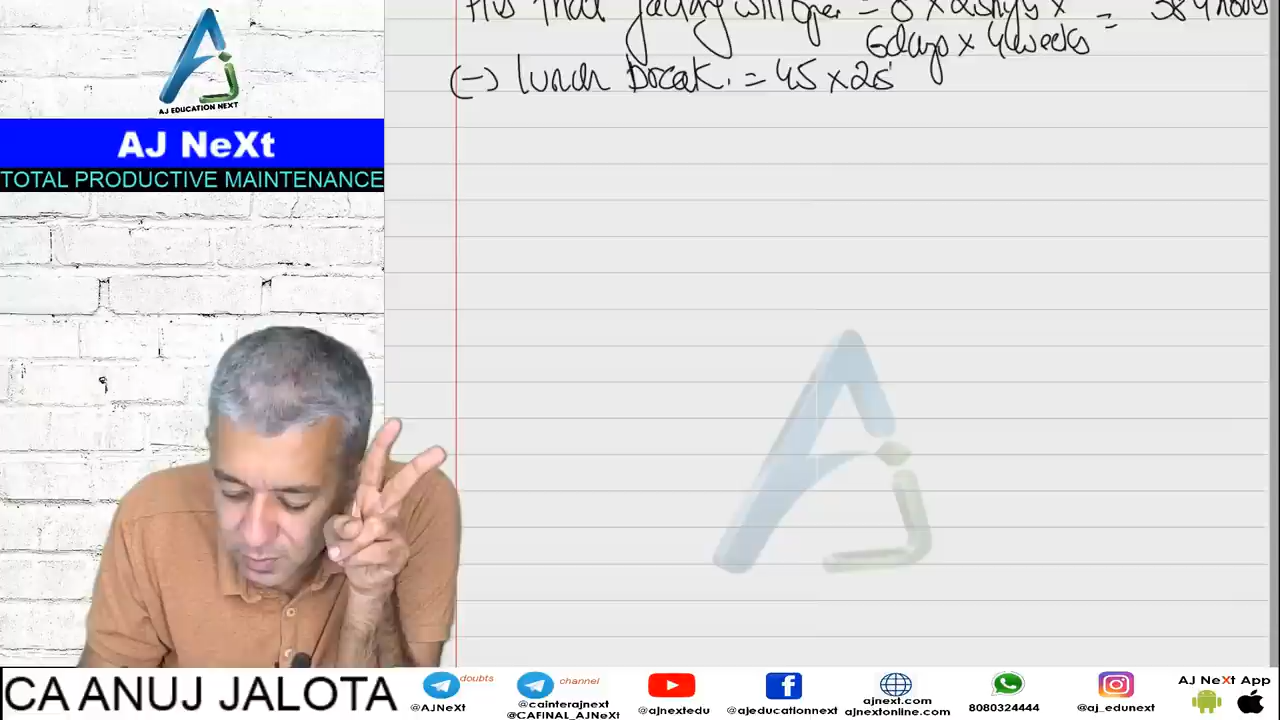 Hrs that factory will oper = 8 × 2shifts × = 384 hours
6days × 4weeks
(-) Lunch Break. = 45 × 2s
AJ EDUCATION NEXT
AJ NeXt
TOTAL PRODUCTIVE MAINTENANCE
CA ANUJ JALOTA
doubts
@AJNeXt
channel
@cainterajnext
@CAFINAL_AJNeXt
@ajnextedu
@ajeducationnext
ajnext.com
ajnextonline.com
8080324444
@aj_edunext
AJ NeXt App